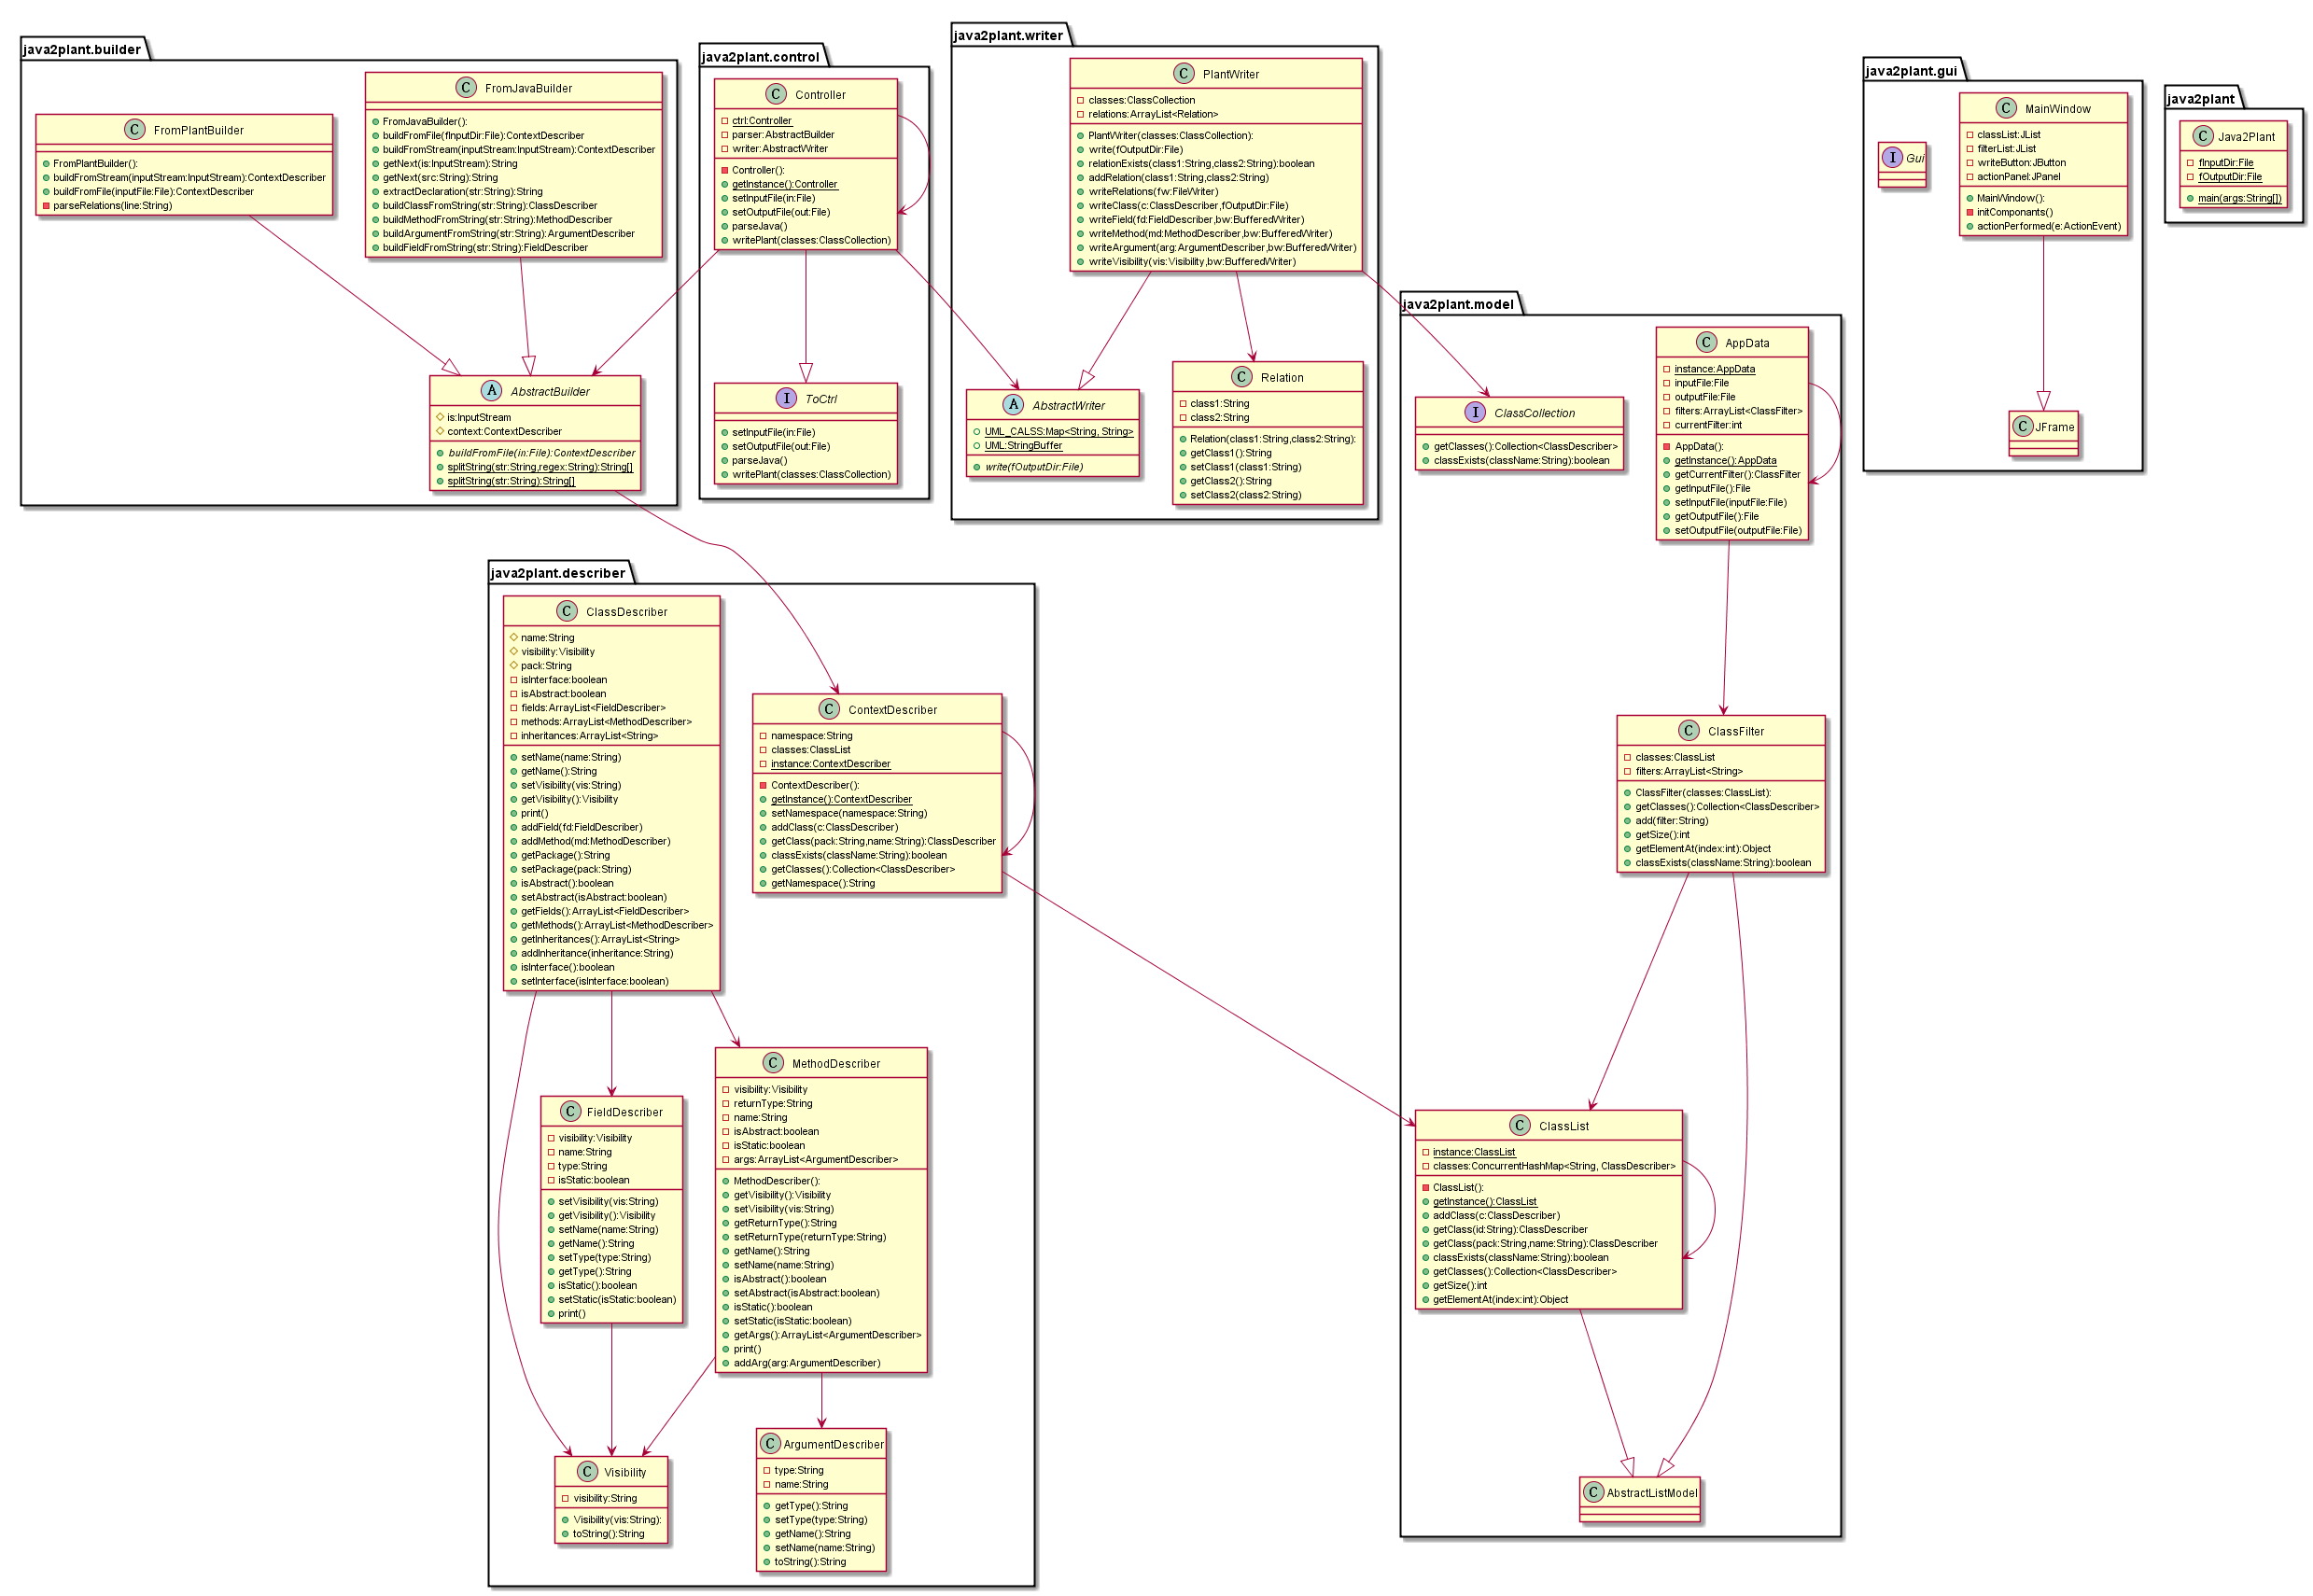 java2plant.builder
C FromPlantBuilder
FromPlantBuilder():
buildFromStream(inputStream:InputStream):ContextDescriber
buildFromFile(inputFile:File):ContextDescriber
parseRelations(line:String)
C FromJavaBuilder
FromJavaBuilder():
buildFromFile(fInputDir:File):ContextDescriber
buildFromStream(inputStream:InputStream):ContextDescriber
getNext(is:InputStream):String
getNext(src:String):String
extractDeclaration(str:String):String
buildClassFromString(str:String):ClassDescriber
buildMethodFromString(str:String):MethodDescriber
buildArgumentFromString(str:String):ArgumentDescriber
buildFieldFromString(str:String):FieldDescriber
A AbstractBuilder
is:InputStream
context:ContextDescriber
buildFromFile(in:File):ContextDescriber
splitString(str:String,regex:String):String[]
splitString(str:String):String[]
java2plant.control
C Controller
ctrl:Controller
parser:AbstractBuilder
writer:AbstractWriter
Controller():
getInstance():Controller
setInputFile(in:File)
setOutputFile(out:File)
parseJava()
writePlant(classes:ClassCollection)
I ToCtrl
setInputFile(in:File)
setOutputFile(out:File)
parseJava()
writePlant(classes:ClassCollection)
java2plant.writer
C PlantWriter
classes:ClassCollection
relations:ArrayList<Relation>
PlantWriter(classes:ClassCollection):
write(fOutputDir:File)
relationExists(class1:String,class2:String):boolean
addRelation(class1:String,class2:String)
writeRelations(fw:FileWriter)
writeClass(c:ClassDescriber,fOutputDir:File)
writeField(fd:FieldDescriber,bw:BufferedWriter)
writeMethod(md:MethodDescriber,bw:BufferedWriter)
writeArgument(arg:ArgumentDescriber,bw:BufferedWriter)
writeVisibility(vis:Visibility,bw:BufferedWriter)
A AbstractWriter
UML_CALSS:Map<String, String>
UML:StringBuffer
write(fOutputDir:File)
C Relation
class1:String
class2:String
Relation(class1:String,class2:String):
getClass1():String
setClass1(class1:String)
getClass2():String
setClass2(class2:String)
java2plant.model
I ClassCollection
getClasses():Collection<ClassDescriber>
classExists(className:String):boolean
C AppData
instance:AppData
inputFile:File
outputFile:File
filters:ArrayList<ClassFilter>
currentFilter:int
AppData():
getInstance():AppData
getCurrentFilter():ClassFilter
getInputFile():File
setInputFile(inputFile:File)
getOutputFile():File
setOutputFile(outputFile:File)
C ClassFilter
classes:ClassList
filters:ArrayList<String>
ClassFilter(classes:ClassList):
getClasses():Collection<ClassDescriber>
add(filter:String)
getSize():int
getElementAt(index:int):Object
classExists(className:String):boolean
C ClassList
instance:ClassList
classes:ConcurrentHashMap<String, ClassDescriber>
ClassList():
getInstance():ClassList
addClass(c:ClassDescriber)
getClass(id:String):ClassDescriber
getClass(pack:String,name:String):ClassDescriber
classExists(className:String):boolean
getClasses():Collection<ClassDescriber>
getSize():int
getElementAt(index:int):Object
C AbstractListModel
java2plant.gui
I Gui
C MainWindow
classList:JList
filterList:JList
writeButton:JButton
actionPanel:JPanel
MainWindow():
initComponants()
actionPerformed(e:ActionEvent)
C JFrame
java2plant
C Java2Plant
fInputDir:File
fOutputDir:File
main(args:String[])
java2plant.describer
C ClassDescriber
name:String
visibility:Visibility
pack:String
isInterface:boolean
isAbstract:boolean
fields:ArrayList<FieldDescriber>
methods:ArrayList<MethodDescriber>
inheritances:ArrayList<String>
setName(name:String)
getName():String
setVisibility(vis:String)
getVisibility():Visibility
print()
addField(fd:FieldDescriber)
addMethod(md:MethodDescriber)
getPackage():String
setPackage(pack:String)
isAbstract():boolean
setAbstract(isAbstract:boolean)
getFields():ArrayList<FieldDescriber>
getMethods():ArrayList<MethodDescriber>
getInheritances():ArrayList<String>
addInheritance(inheritance:String)
isInterface():boolean
setInterface(isInterface:boolean)
C ContextDescriber
namespace:String
classes:ClassList
instance:ContextDescriber
ContextDescriber():
getInstance():ContextDescriber
setNamespace(namespace:String)
addClass(c:ClassDescriber)
getClass(pack:String,name:String):ClassDescriber
classExists(className:String):boolean
getClasses():Collection<ClassDescriber>
getNamespace():String
C FieldDescriber
visibility:Visibility
name:String
type:String
isStatic:boolean
setVisibility(vis:String)
getVisibility():Visibility
setName(name:String)
getName():String
setType(type:String)
getType():String
isStatic():boolean
setStatic(isStatic:boolean)
print()
C MethodDescriber
visibility:Visibility
returnType:String
name:String
isAbstract:boolean
isStatic:boolean
args:ArrayList<ArgumentDescriber>
MethodDescriber():
getVisibility():Visibility
setVisibility(vis:String)
getReturnType():String
setReturnType(returnType:String)
getName():String
setName(name:String)
isAbstract():boolean
setAbstract(isAbstract:boolean)
isStatic():boolean
setStatic(isStatic:boolean)
getArgs():ArrayList<ArgumentDescriber>
print()
addArg(arg:ArgumentDescriber)
C Visibility
visibility:String
Visibility(vis:String):
toString():String
C ArgumentDescriber
type:String
name:String
getType():String
setType(type:String)
getName():String
setName(name:String)
toString():String